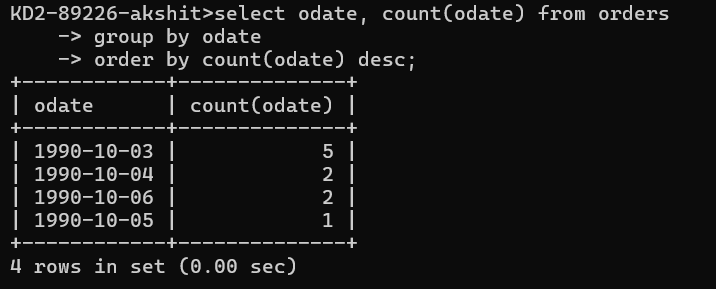 KD2-89226-akshit>select odate, count(odate) from orders
    -> group by odate
    -> order by count(odate) desc;
+------------+--------------+
| odate      | count(odate) |
+------------+--------------+
| 1990-10-03 |            5 |
| 1990-10-04 |            2 |
| 1990-10-06 |            2 |
| 1990-10-05 |            1 |
+------------+--------------+
4 rows in set (0.00 sec)